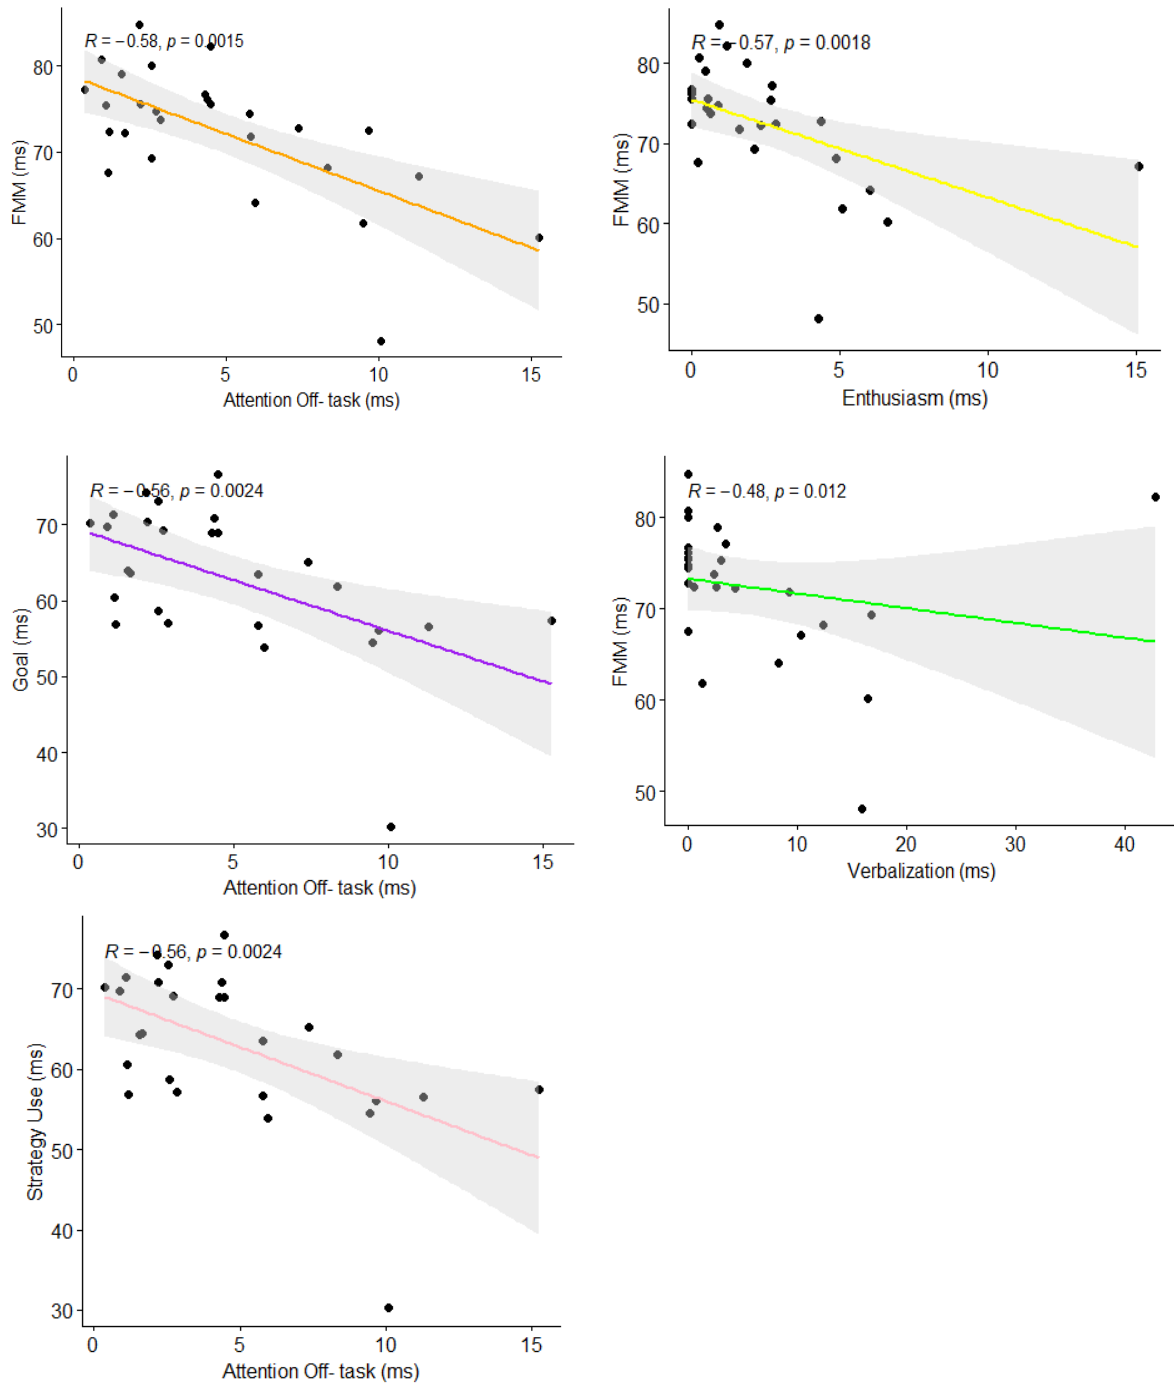 R = −0.58, p = 0.0015
80
70
60
50
FMM (ms)
0 5 10 15
Attention Off- task (ms)
R = −0.57, p = 0.0018
80
70
60
50
FMM (ms)
0 5 10 15
Enthusiasm (ms)
R = −0.56, p = 0.0024
70
60
50
40
30
Goal (ms)
0 5 10 15
Attention Off- task (ms)
R = −0.48, p = 0.012
80
70
60
50
FMM (ms)
0 10 20 30 40
Verbalization (ms)
R = −0.56, p = 0.0024
70
60
50
40
30
Strategy Use (ms)
0 5 10 15
Attention Off- task (ms)